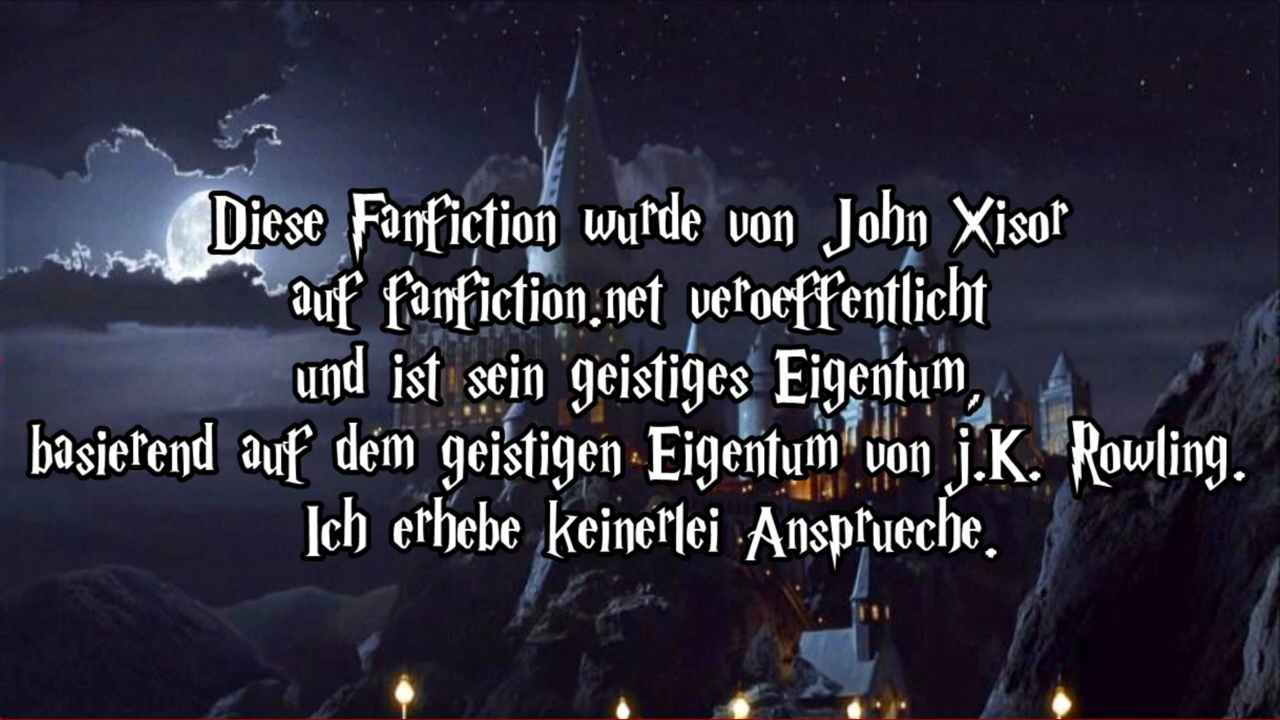 Diese Fanfiction wurde von John Xisor
auf fanfiction.net veroeffentlicht
und ist sein geistiges Eigentum,
basierend auf dem geistigen Eigentum von j.K. Rowling.
Ich erhebe keinerlei Ansprueche.